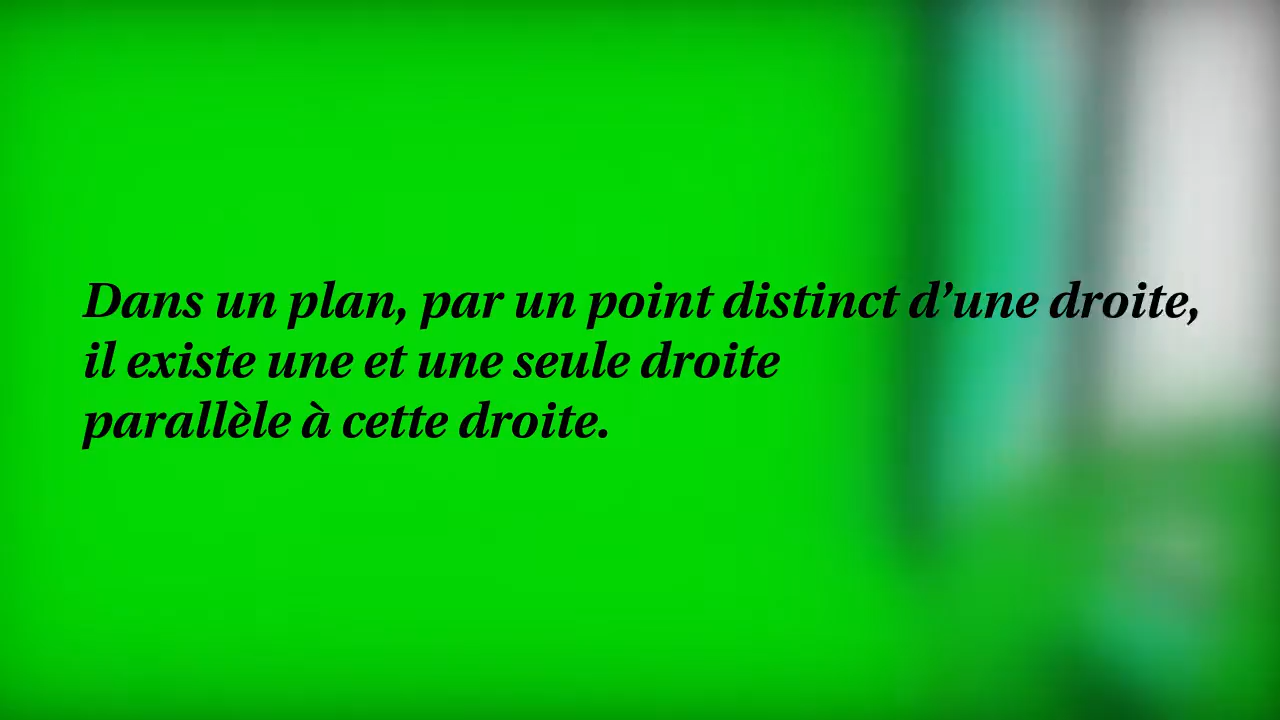 Dans un plan, par un point distinct d’une droite,
il existe une et une seule droite
parallèle à cette droite.